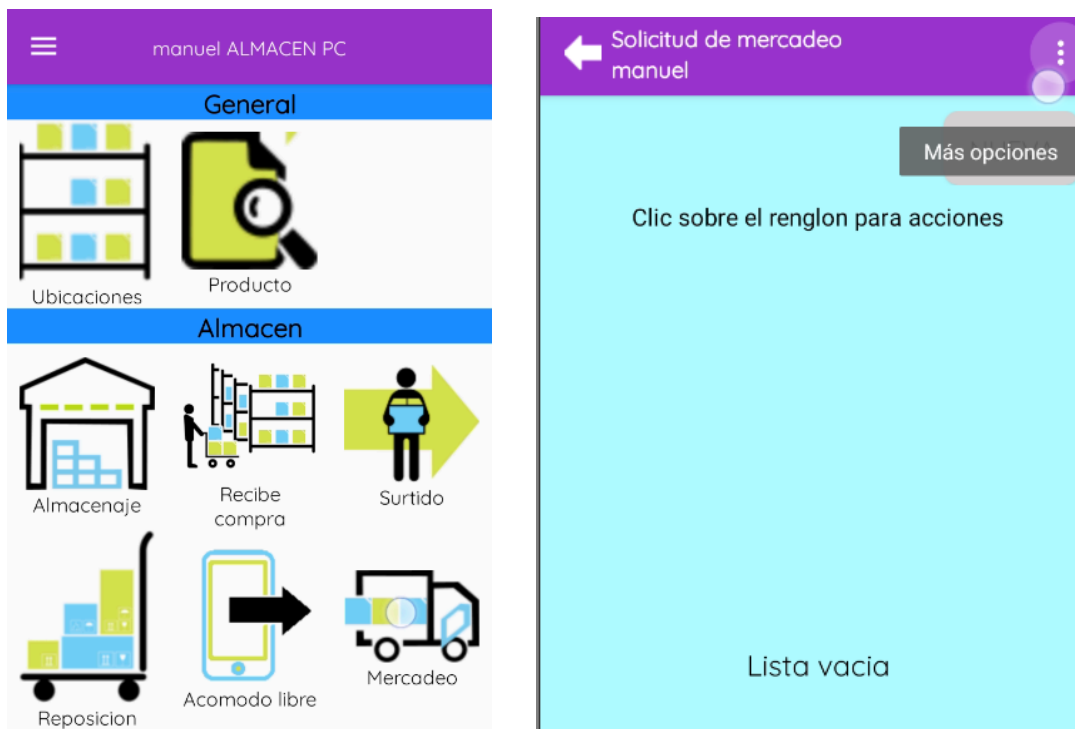 manuel ALMACEN PC
General
Ubicaciones
Producto
Almacen
Almacenaje
Recibe
compra
Surtido
Reposicion
Acomodo libre
Mercadeo
Solicitud de mercadeo
manuel
Más opciones
Clic sobre el renglon para acciones
Lista vacia